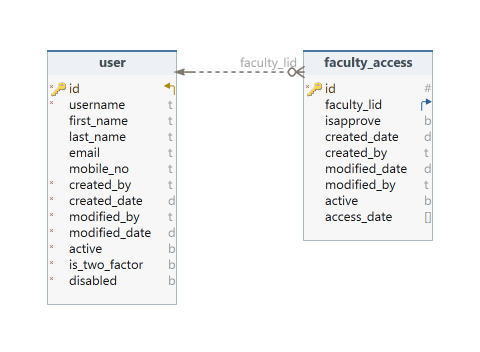 user
faculty_lid
faculty_access
* id
* username t
first_name t
last_name t
email t
mobile_no t
* created_by t
* created_date d
* modified_by t
* modified_date d
* active b
* is_two_factor b
* disabled b
* id #
faculty_lid
isapprove b
created_date d
created_by t
modified_date d
modified_by t
active b
access_date []